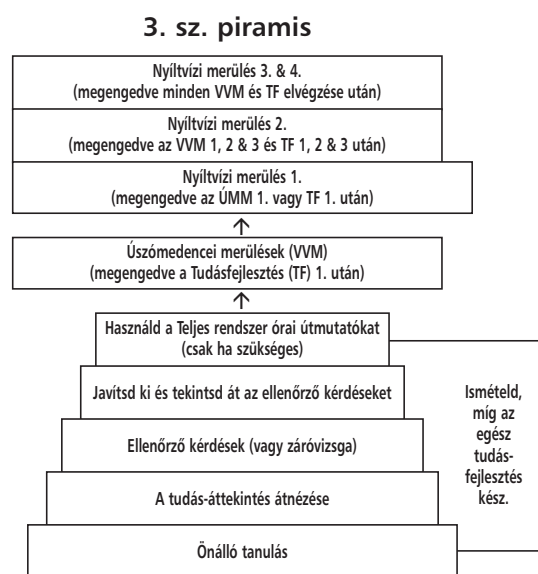 3. sz. piramis
Nyíltvízi merülés 3. & 4.
(megengedve minden VVM és TF elvégzése után)
Nyíltvízi merülés 2.
(megengedve az VVM 1, 2 & 3 és TF 1, 2 & 3 után)
Nyíltvízi merülés 1.
(megengedve az ÚMM 1. vagy TF 1. után)
Úszómedencei merülések (VVM)
(megengedve a Tudásfejlesztés (TF) 1. után)
Használd a Teljes rendszer órai útmutatókat
(csak ha szükséges)
Javítsd ki és tekintsd át az ellenőrző kérdéseket
Ellenőrző kérdések (vagy záróvizsga)
A tudás-áttekintés átnézése
Önálló tanulás
Ismételd,
míg az
egész
tudás-
fejlesztés
kész.